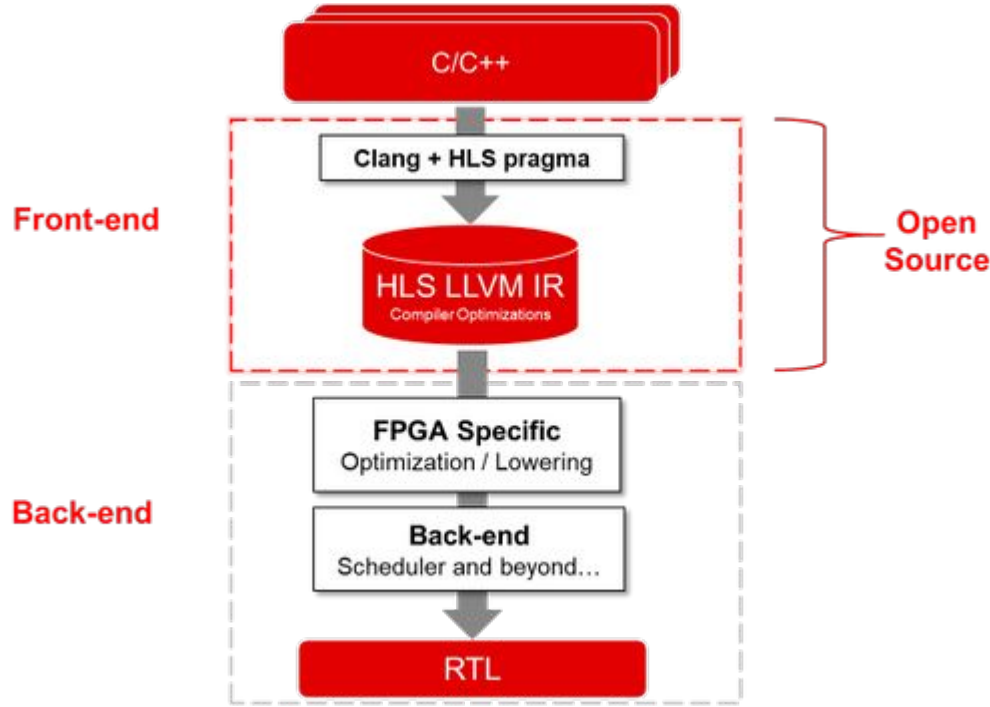 C/C++
Clang + HLS pragma
Front-end
Open
Source
HLS LLVM IR
Compiler Optimizations
FPGA Specific
Optimization / Lowering
Back-end
Back-end
Scheduler and beyond…
RTL